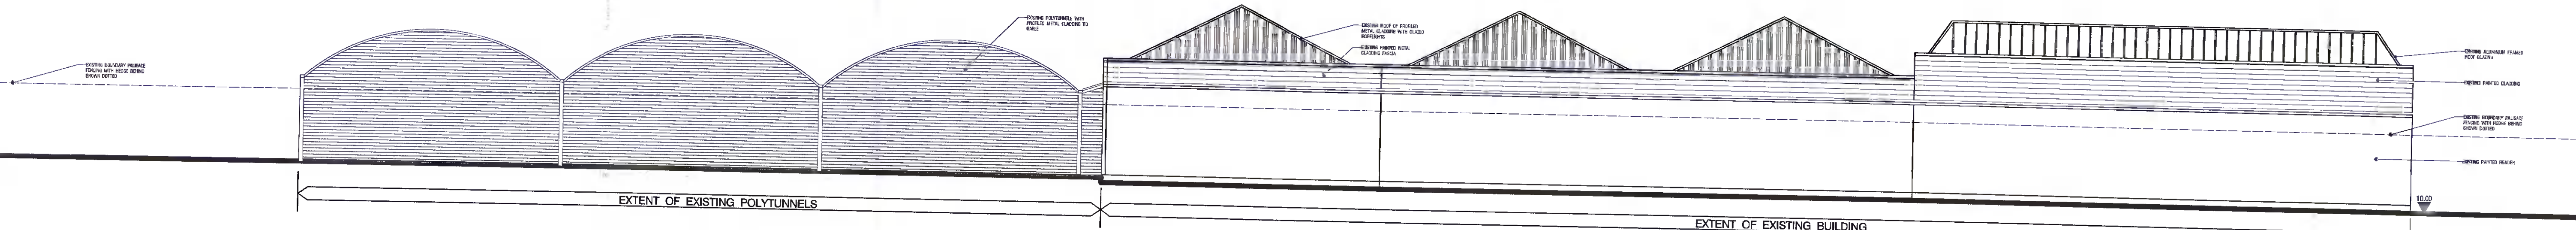 EXISTING BOUNDARY PALISADE
FENCING WITH HEDGE BEHIND
SHOWN DOTTED
EXISTING POLYTUNNELS WITH
PROFILED METAL CLADDING TO
GABLE
EXISTING ROOF OF PROFILED
METAL CLADDING WITH GLAZED
ROOFLIGHTS
EXISTING PAINTED METAL
CLADDING FASCIA
EXISTING ALUMINIUM FRAMED
ROOF GLAZING
EXISTING PAINTED CLADDING
EXISTING BOUNDARY PALISADE
FENCING WITH HEDGE BEHIND
SHOWN DOTTED
EXISTING PAINTED RENDER
10.00
EXTENT OF EXISTING POLYTUNNELS
EXTENT OF EXISTING BUILDING